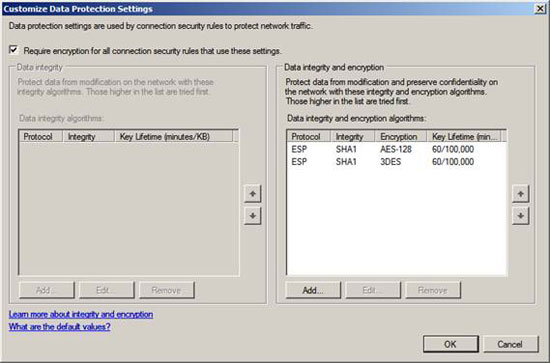 Customize Data Protection Settings
Data protection settings are used by connection security rules to protect network traffic.
Require encryption for all connection security rules that use these settings.
Data integrity
Protect data from modification on the network with these
integrity algorithms. Those higher in the list are tried first.
Data integrity algorithms:
Protocol Integrity Key Lifetime (minutes/KB)
Add... Edit... Remove
Data integrity and encryption
Protect data from modification and preserve confidentiality on
the network with these integrity and encryption algorithms.
Those higher in the list are tried first.
Data integrity and encryption algorithms:
Protocol Integrity Encryption Key Lifetime (min...
ESP SHA1 AES-128 60/100,000
ESP SHA1 3DES 60/100,000
Add... Edit... Remove
Learn more about integrity and encryption
What are the default values?
OK Cancel